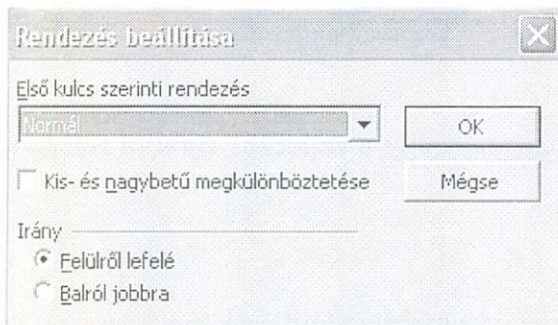 Rendezés beállítása
Első kulcs szerinti rendezés
Normál
OK
Kis- és nagybetű megkülönböztetése
Mégse
Irány
Felülről lefelé
Balról jobbra